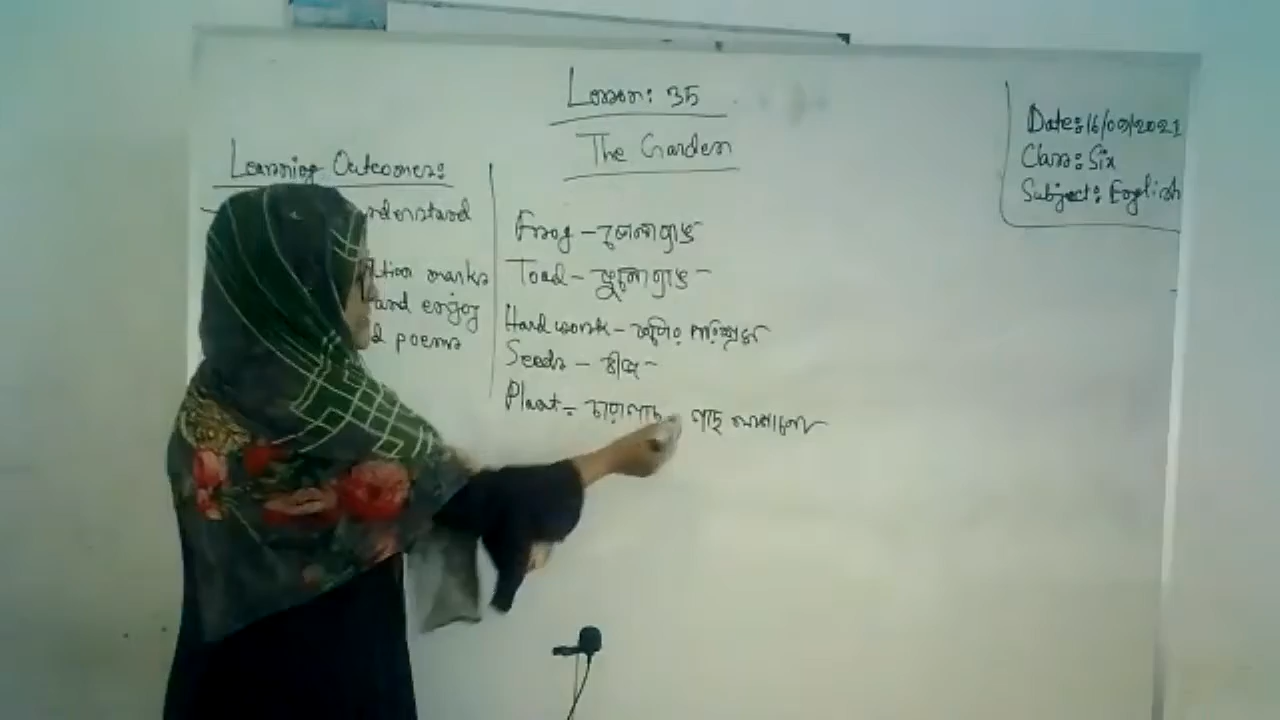 Lesson: 35
The Garden
Date: 16/09/2021
Class: Six
Subject: English
Learning Outcomes:
understand
marks
and enjoy
poems
Frog - কোলাব্যাঙ
Toad - কুনোব্যাঙ -
Hard work - কঠিন পরিশ্রম
Seeds - বীজ -
Plant - চারাগাছ - গাছ লাগানো